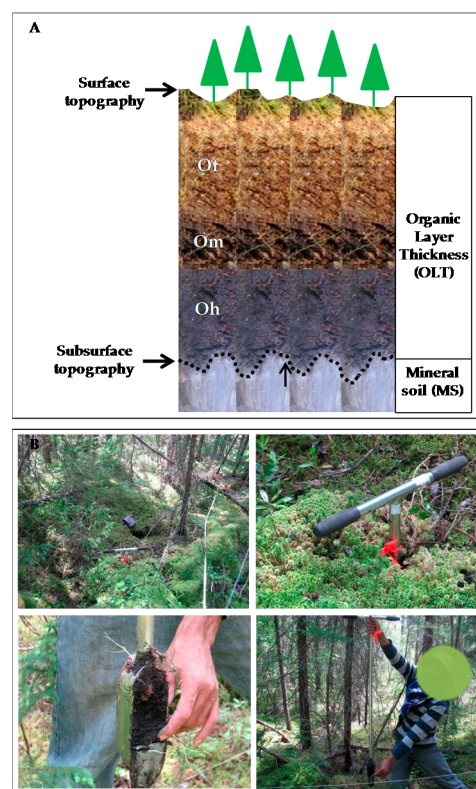 A
Surface
topography
Of
Om
Oh
Organic
Layer
Thickness
(OLT)
Subsurface
topography
Mineral
soil (MS)
B